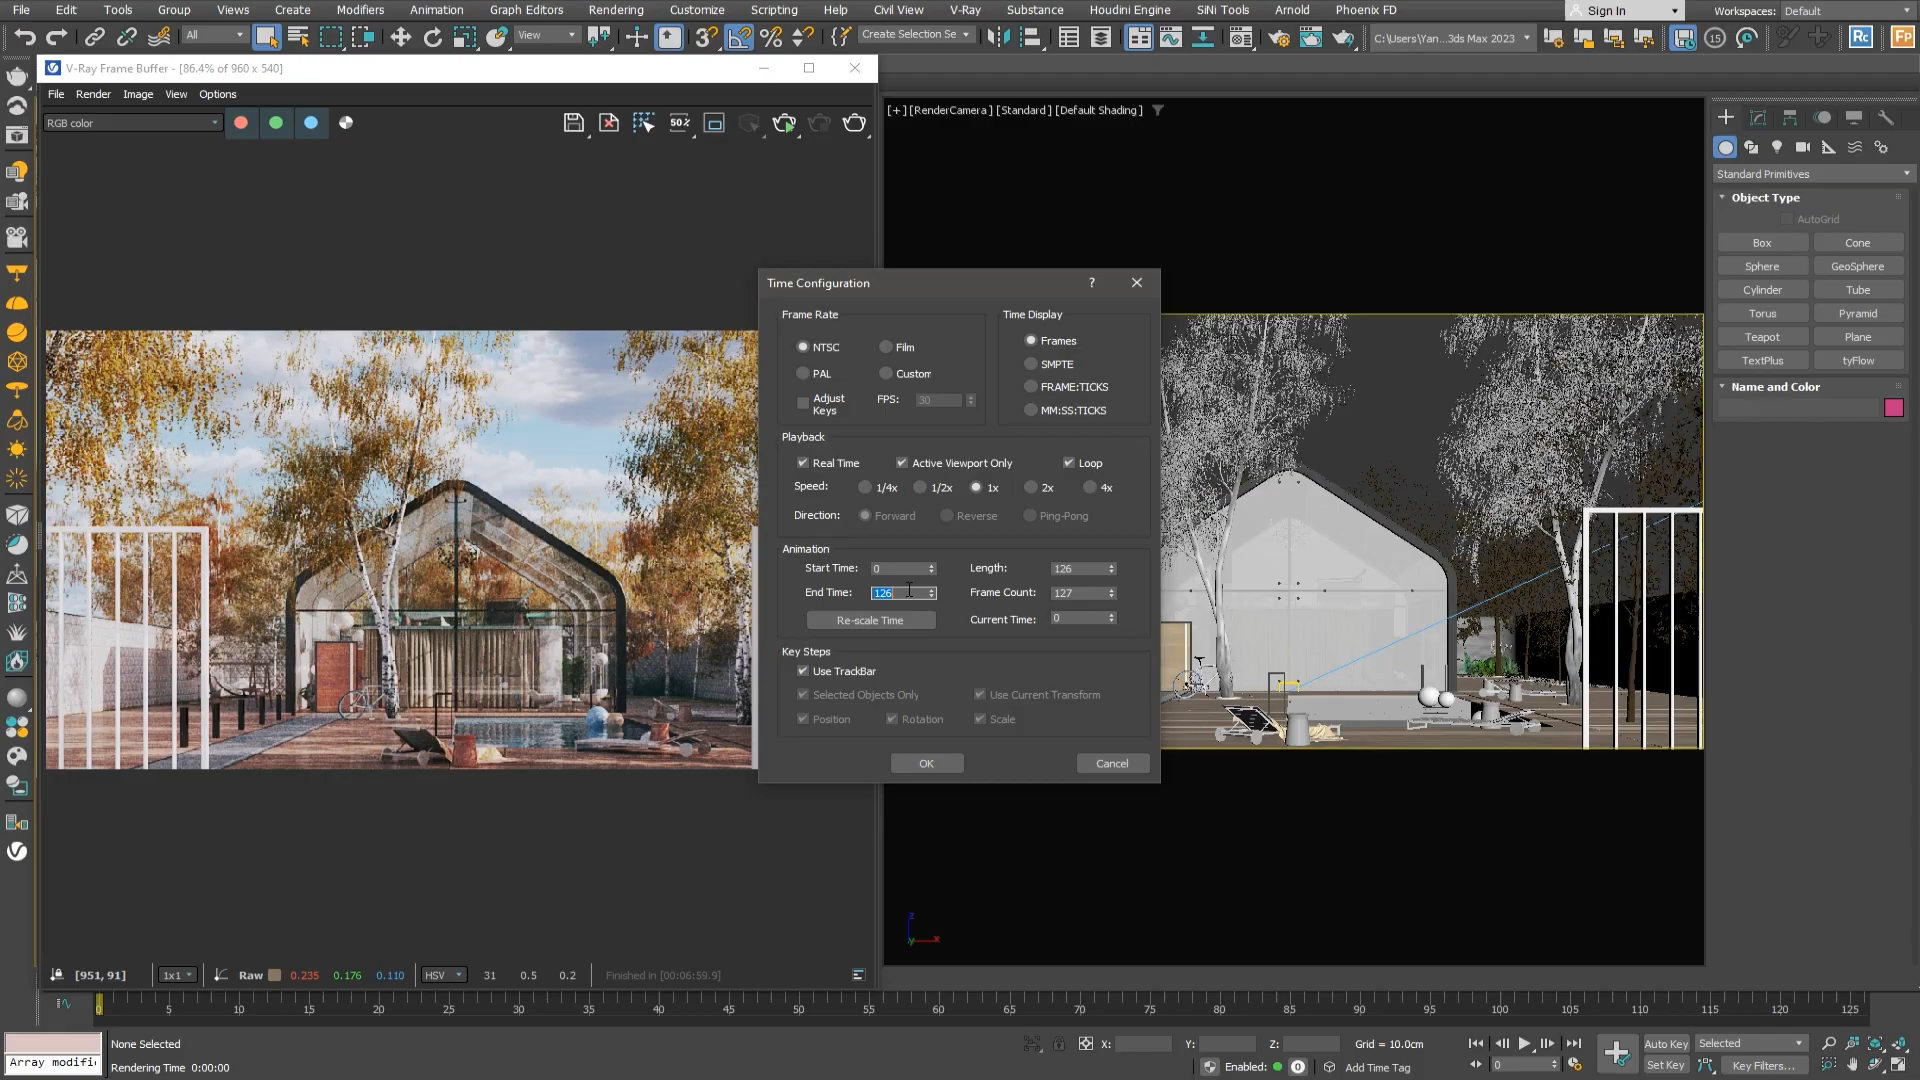 File Edit Tools Group Views Create Modifiers Animation Graph Editors Rendering Customize Scripting Help Civil View V-Ray Substance Houdini Engine SiNi Tools Arnold Phoenix FD Sign In Workspaces: Default
All View Create Selection Se C:\Users\Yan...3ds Max 2023 15 Rc Fp
V-Ray Frame Buffer - [86.4% of 960 x 540]
File Render Image View Options
RGB color 50%
[+] [RenderCamera] [Standard] [Default Shading]
Standard Primitives
Object Type
AutoGrid
Box Cone
Sphere GeoSphere
Cylinder Tube
Torus Pyramid
Teapot Plane
TextPlus tyFlow
Name and Color
Time Configuration ?
Frame Rate Time Display
NTSC Film Frames
PAL Custom SMPTE
Adjust Keys FPS: 30 FRAME:TICKS
MM:SS:TICKS
Playback
Real Time Active Viewport Only Loop
Speed: 1/4x 1/2x 1x 2x 4x
Direction: Forward Reverse Ping-Pong
Animation
Start Time: 0 Length: 126
End Time: 126 Frame Count: 127
Re-scale Time Current Time: 0
Key Steps
Use TrackBar
Selected Objects Only Use Current Transform
Position Rotation Scale
OK Cancel
z
y x
[951, 91] 1x1 Raw 0.235 0.176 0.110 HSV 31 0.5 0.2 Finished in [00:06:59.9]
0 5 10 15 20 25 30 35 40 45 50 55 60 65 70 75 80 85 90 95 100 105 110 115 120 125
None Selected X: Y: Z: Grid = 10.0cm Auto Key Selected
Array modifi
Rendering Time 0:00:00 Enabled: 0 Add Time Tag 0 Set Key Key Filters...